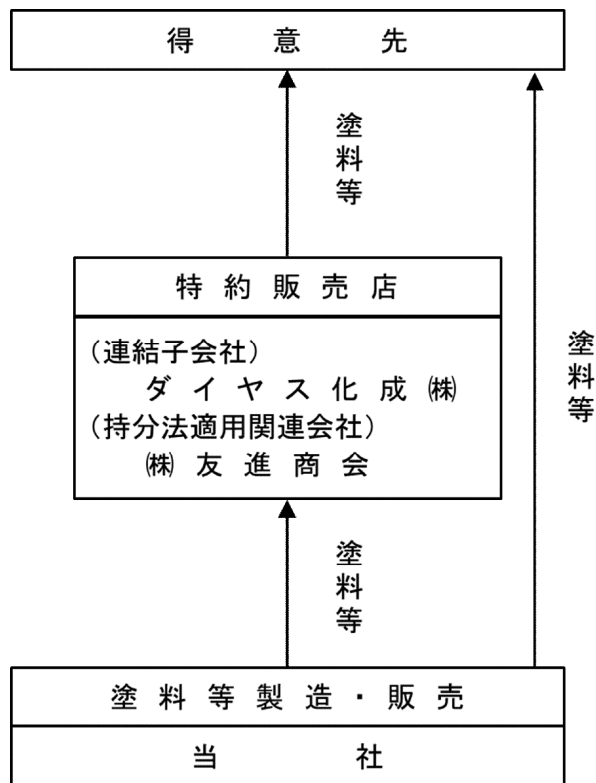 得意先
塗料等
特約販売店
(連結子会社)
ダイヤス化成㈱
(持分法適用関連会社)
㈱友進商会
塗料等
塗料等
塗料等製造・販売
当社